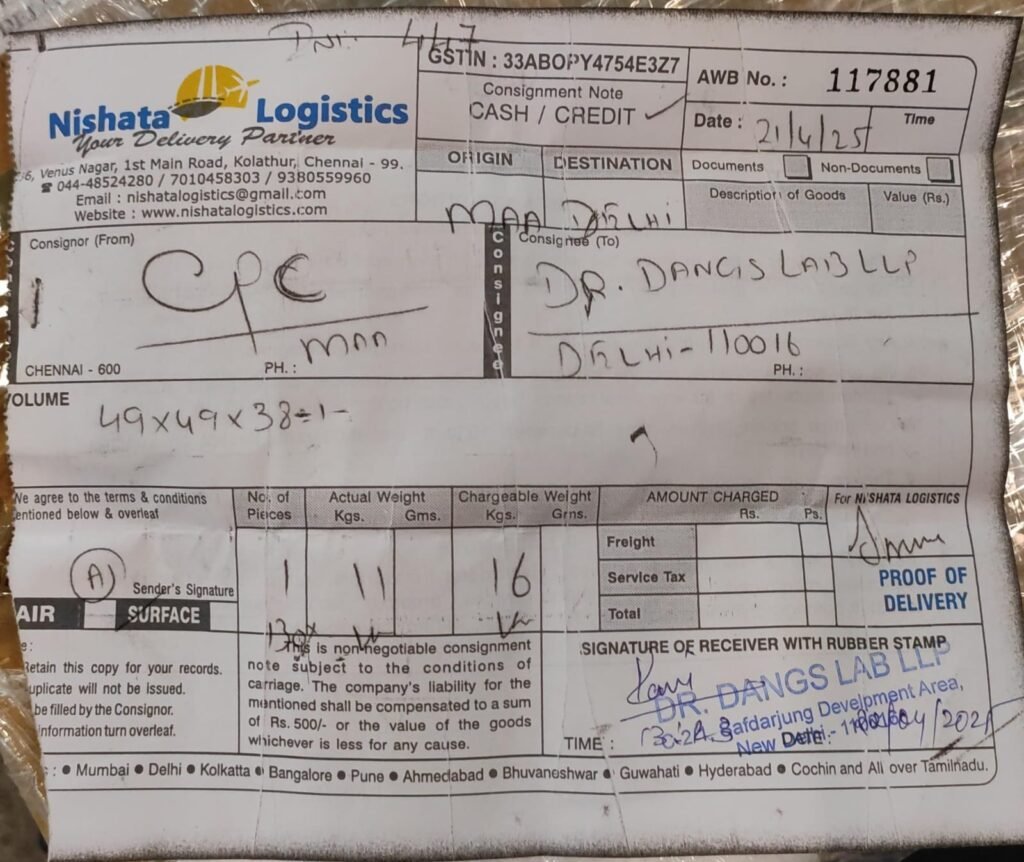 Nishata Logistics
Your Delivery Partner
6, Venus Nagar, 1st Main Road, Kolathur, Chennai - 99.
☎ 044-48524280 / 7010458303 / 9380559960
Email : nishatalogistics@gmail.com
Website : www.nishatalogistics.com
447
GSTIN : 33ABOPY4754E3Z7
Consignment Note
CASH / CREDIT ✓
AWB No. : 117881
Date : 21/4/25
Time
ORIGIN
DESTINATION
MAA
DELHI
Documents
Non-Documents
Description of Goods
Value (Rs.)
Consignor (From)
CPC
MAA
CHENNAI - 600
PH. :
Consignee
Consignee (To)
DR. DANGS LAB LLP
DELHI - 110016
PH. :
VOLUME
49x49x38÷1-
We agree to the terms & conditions
entioned below & overleaf
A
Sender's Signature
AIR
SURFACE
No. of Pieces
Actual Weight
Kgs. Gms.
Chargeable Weight
Kgs. Gms.
1
11
16
AMOUNT CHARGED
Rs. Ps.
Freight
Service Tax
Total
For NISHATA LOGISTICS
PROOF OF
DELIVERY
Retain this copy for your records.
uplicate will not be issued.
be filled by the Consignor.
Information turn overleaf.
This is non-negotiable consignment
note subject to the conditions of
carriage. The company's liability for the
mentioned shall be compensated to a sum
of Rs. 500/- or the value of the goods
whichever is less for any cause.
SIGNATURE OF RECEIVER WITH RUBBER STAMP
DR. DANGS LAB LLP
Safdarjung Develpment Area,
New Delhi
TIME :
DATE :
: ● Mumbai ● Delhi ● Kolkatta ● Bangalore ● Pune ● Ahmedabad ● Bhuvaneshwar ● Guwahati ● Hyderabad ● Cochin and All over Tamilnadu.